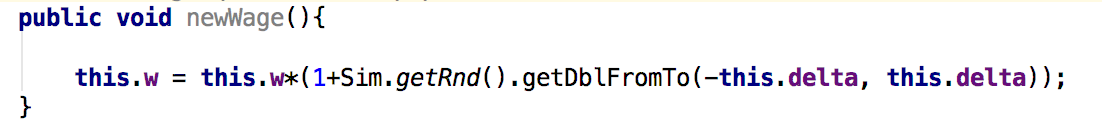 public void newWage(){
this.w = this.w*(1+Sim.getRnd().getDblFromTo(-this.delta, this.delta));
}